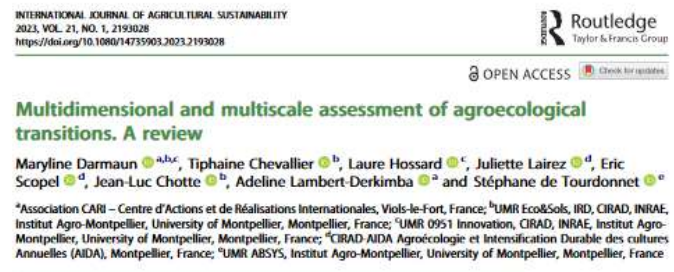 INTERNATIONAL JOURNAL OF AGRICULTURAL SUSTAINABILITY
2023, VOL. 21, NO. 1, 2193028
https://doi.org/10.1080/14735903.2023.2193028
Routledge
Taylor & Francis Group
OPEN ACCESS
Check for updates
Multidimensional and multiscale assessment of agroecological
transitions. A review
Maryline Darmaun a,b,c, Tiphaine Chevallier b, Laure Hossard c, Juliette Lairez d, Eric
Scopel d, Jean-Luc Chotte b, Adeline Lambert-Derkimba a and Stéphane de Tourdonnet e
aAssociation CARI – Centre d'Actions et de Réalisations Internationales, Viols-le-Fort, France; bUMR Eco&Sols, IRD, CIRAD, INRAE,
Institut Agro-Montpellier, University of Montpellier, Montpellier, France; cUMR 0951 Innovation, CIRAD, INRAE, Institut Agro-
Montpellier, University of Montpellier, Montpellier, France; dCIRAD-AIDA Agroécologie et Intensification Durable des cultures
Annuelles (AIDA), Montpellier, France; eUMR ABSYS, Institut Agro-Montpellier, University of Montpellier, Montpellier, France